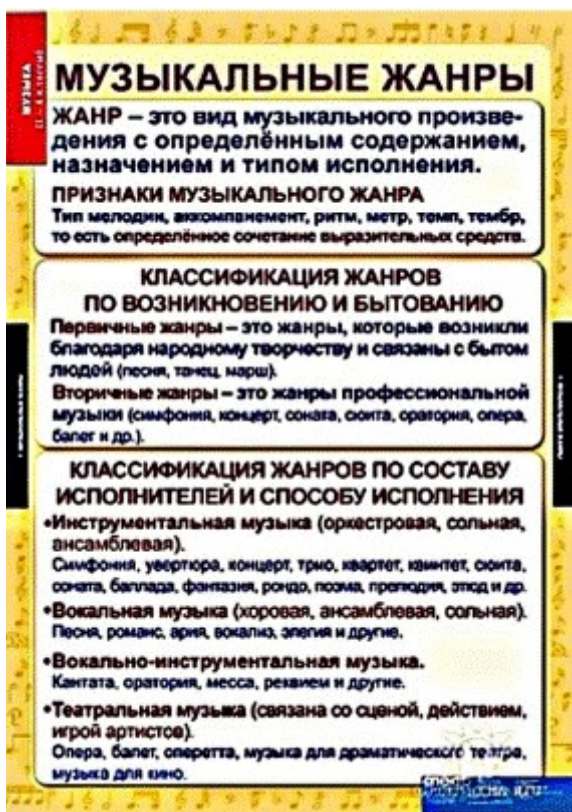 МУЗЫКА
МУЗЫКАЛЬНЫЕ ЖАНРЫ
ЖАНР – это вид музыкального произве-
дения с определённым содержанием,
назначением и типом исполнения.
ПРИЗНАКИ МУЗЫКАЛЬНОГО ЖАНРА
Тип мелодии, аккомпанемент, ритм, метр, темп, тембр,
то есть определённое сочетание выразительных средств.
КЛАССИФИКАЦИЯ ЖАНРОВ
ПО ВОЗНИКНОВЕНИЮ И БЫТОВАНИЮ
Первичные жанры – это жанры, которые возникли
благодаря народному творчеству и связаны с бытом
людей (песня, танец, марш).
Вторичные жанры – это жанры профессиональной
музыки (симфония, концерт, соната, сюита, оратория, опера,
балет и др.).
КЛАССИФИКАЦИЯ ЖАНРОВ ПО СОСТАВУ
ИСПОЛНИТЕЛЕЙ И СПОСОБУ ИСПОЛНЕНИЯ
•Инструментальная музыка (оркестровая, сольная,
ансамблевая).
Симфония, увертюра, концерт, трио, квартет, квинтет, сюита,
соната, баллада, фантазия, рондо, поэма, прелюдия, этюд и др.
•Вокальная музыка (хоровая, ансамблевая, сольная).
Песня, романс, ария, вокализ, элегия и другие.
•Вокально-инструментальная музыка.
Кантата, оратория, месса, реквием и другие.
•Театральная музыка (связана со сценой, действием,
игрой артистов).
Опера, балет, оперетта, музыка для драматического театра,
музыка для кино.